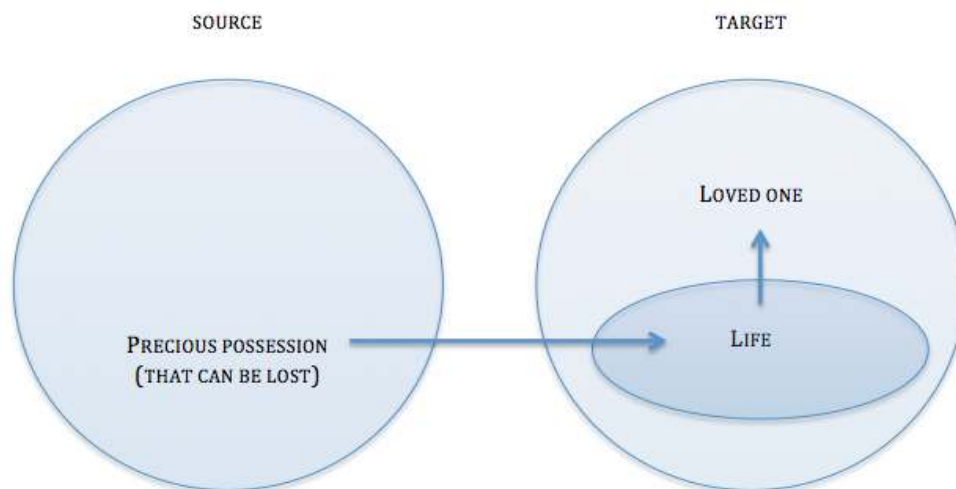 SOURCE
TARGET
LOVED ONE
PRECIOUS POSSESSION
(THAT CAN BE LOST)
LIFE